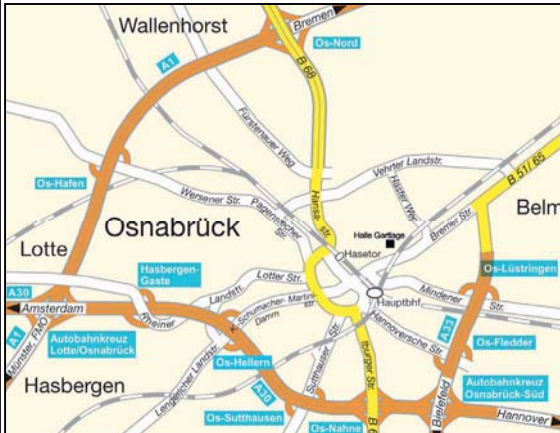 Wallenhorst
Bremen
Os-Nord
A1
B 68
Fürstenauer Weg
Os-Hafen
Wersener Str.
Pagenstecher
Str.
Hansa-
str.
Vehrter Landstr.
Haster Weg
B 51/ 65
Bremer Str.
Belm
Halle Gartlage
Hasetor
Osnabrück
Lotte
Hasbergen-
Gaste
Lotter Str.
Os-Lüstringen
A30
Amsterdam
Landstr.
Rheiner
Schumacher-
Martini-
str.
Damm
Hauptbhf.
Mindener
Str.
Hannoversche Str.
A33
A1
Münster, FMO
Autobahnkreuz
Lotte/Osnabrück
Os-Hellern
Os-Fledder
Hasbergen
Lengericher Landstr.
A30
Sutthauser
Str.
Iburger Str.
Bielefeld
Autobahnkreuz
Osnabrück-Süd
Hannover
Os-Sutthausen
Os-Nahne
B 6